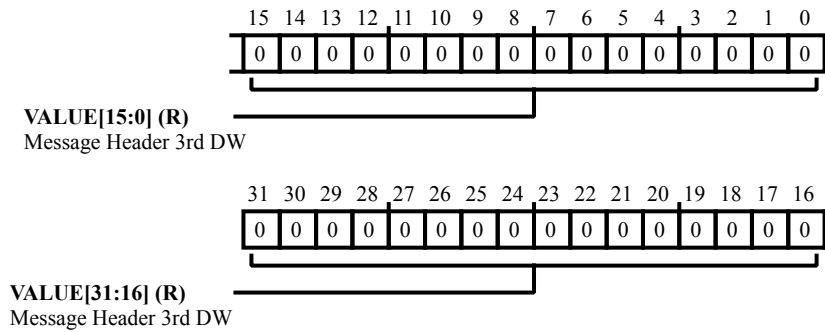 15 14 13 12 11 10 9 8 7 6 5 4 3 2 1 0
0 0 0 0 0 0 0 0 0 0 0 0 0 0 0 0
VALUE[15:0] (R)
Message Header 3rd DW
31 30 29 28 27 26 25 24 23 22 21 20 19 18 17 16
0 0 0 0 0 0 0 0 0 0 0 0 0 0 0 0
VALUE[31:16] (R)
Message Header 3rd DW